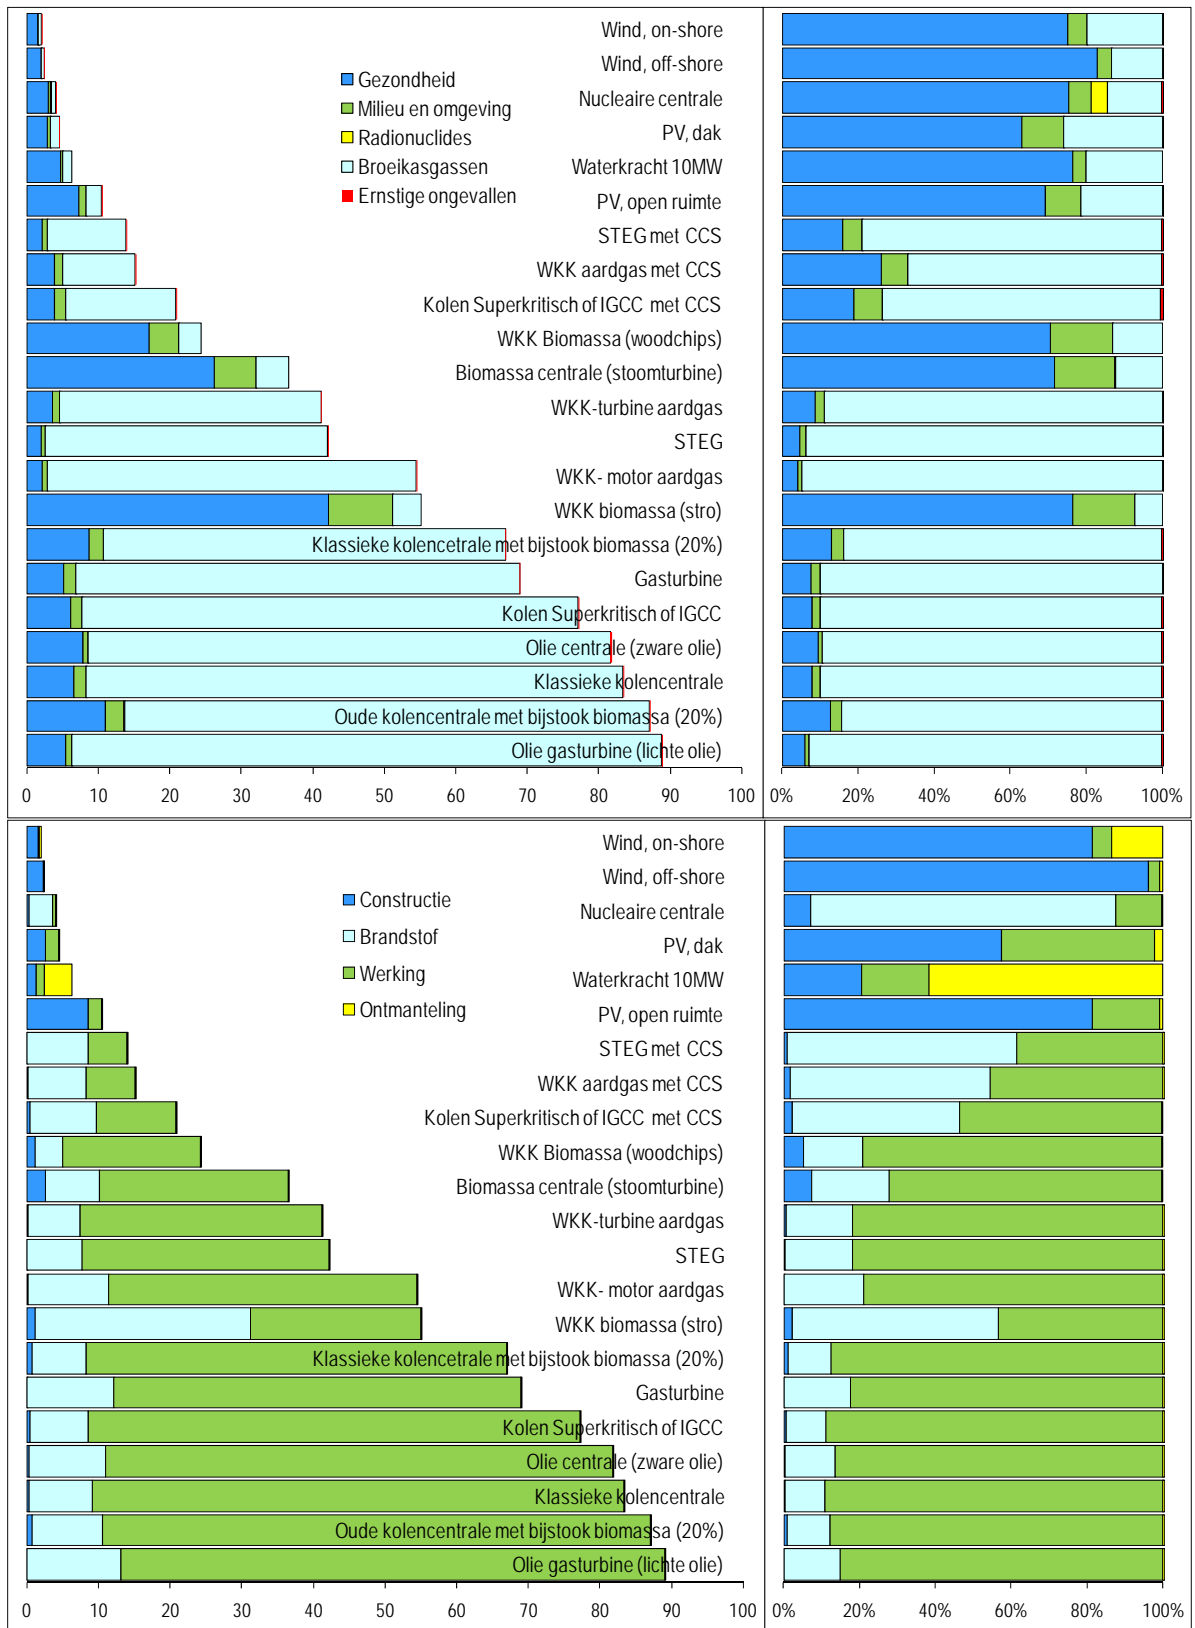 Wind, on-shore
Wind, off-shore
Gezondheid
Nucleaire centrale
Milieu en omgeving
PV, dak
Radionuclides
Broeikasgassen
Waterkracht 10MW
Ernstige ongevallen
PV, open ruimte
STEG met CCS
WKK aardgas met CCS
Kolen Superkritisch of IGCC met CCS
WKK Biomassa (woodchips)
Biomassa centrale (stoomturbine)
WKK-turbine aardgas
STEG
WKK- motor aardgas
WKK biomassa (stro)
Klassieke kolencetrale met bijstook biomassa (20%)
Gasturbine
Kolen Superkritisch of IGCC
Olie centrale (zware olie)
Klassieke kolencentrale
Oude kolencentrale met bijstook biomassa (20%)
Olie gasturbine (lichte olie)
0 10 20 30 40 50 60 70 80 90 100
0% 20% 40% 60% 80% 100%
Wind, on-shore
Wind, off-shore
Constructie
Nucleaire centrale
Brandstof
PV, dak
Werking
Waterkracht 10MW
Ontmanteling
PV, open ruimte
STEG met CCS
WKK aardgas met CCS
Kolen Superkritisch of IGCC met CCS
WKK Biomassa (woodchips)
Biomassa centrale (stoomturbine)
WKK-turbine aardgas
STEG
WKK- motor aardgas
WKK biomassa (stro)
Klassieke kolencetrale met bijstook biomassa (20%)
Gasturbine
Kolen Superkritisch of IGCC
Olie centrale (zware olie)
Klassieke kolencentrale
Oude kolencentrale met bijstook biomassa (20%)
Olie gasturbine (lichte olie)
0 10 20 30 40 50 60 70 80 90 100
0% 20% 40% 60% 80% 100%